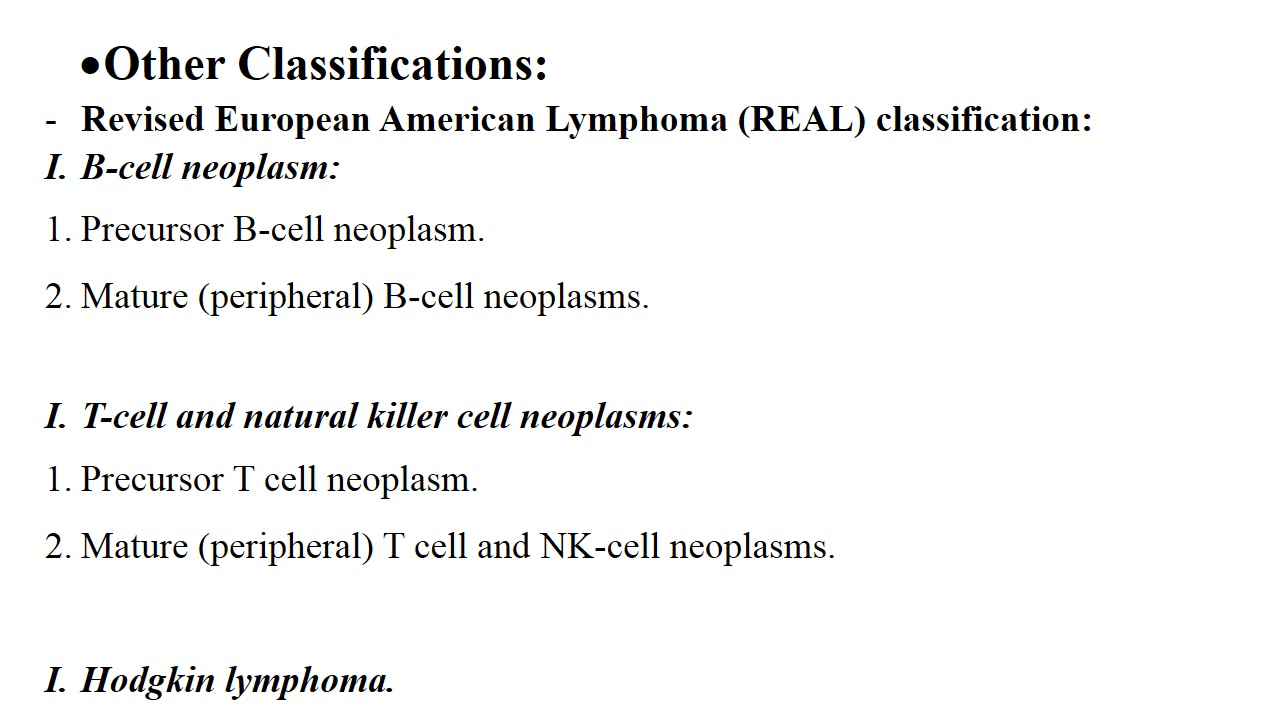 •Other Classifications:
- Revised European American Lymphoma (REAL) classification:
I. B-cell neoplasm:
1. Precursor B-cell neoplasm.
2. Mature (peripheral) B-cell neoplasms.
I. T-cell and natural killer cell neoplasms:
1. Precursor T cell neoplasm.
2. Mature (peripheral) T cell and NK-cell neoplasms.
I. Hodgkin lymphoma.